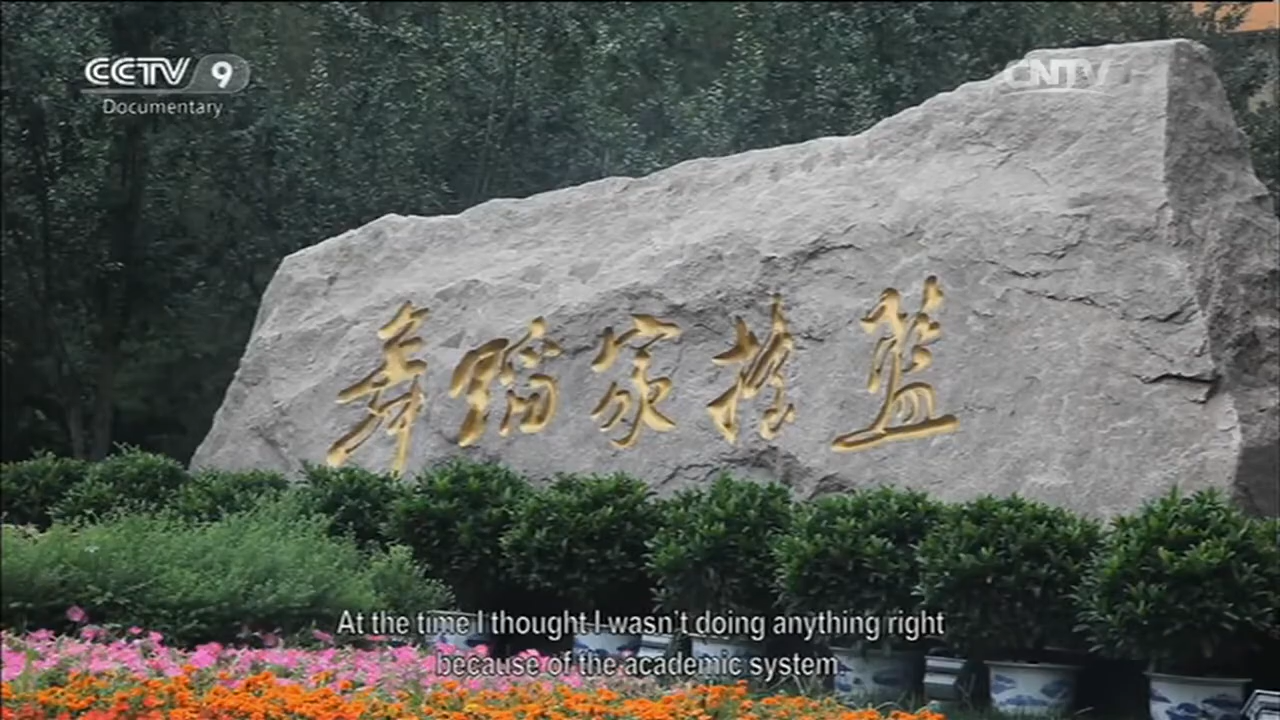 CCTV 9
CNTV
Documentary
舞蹈家摇蓝
At the time I thought I wasn't doing anything right
because of the academic system.